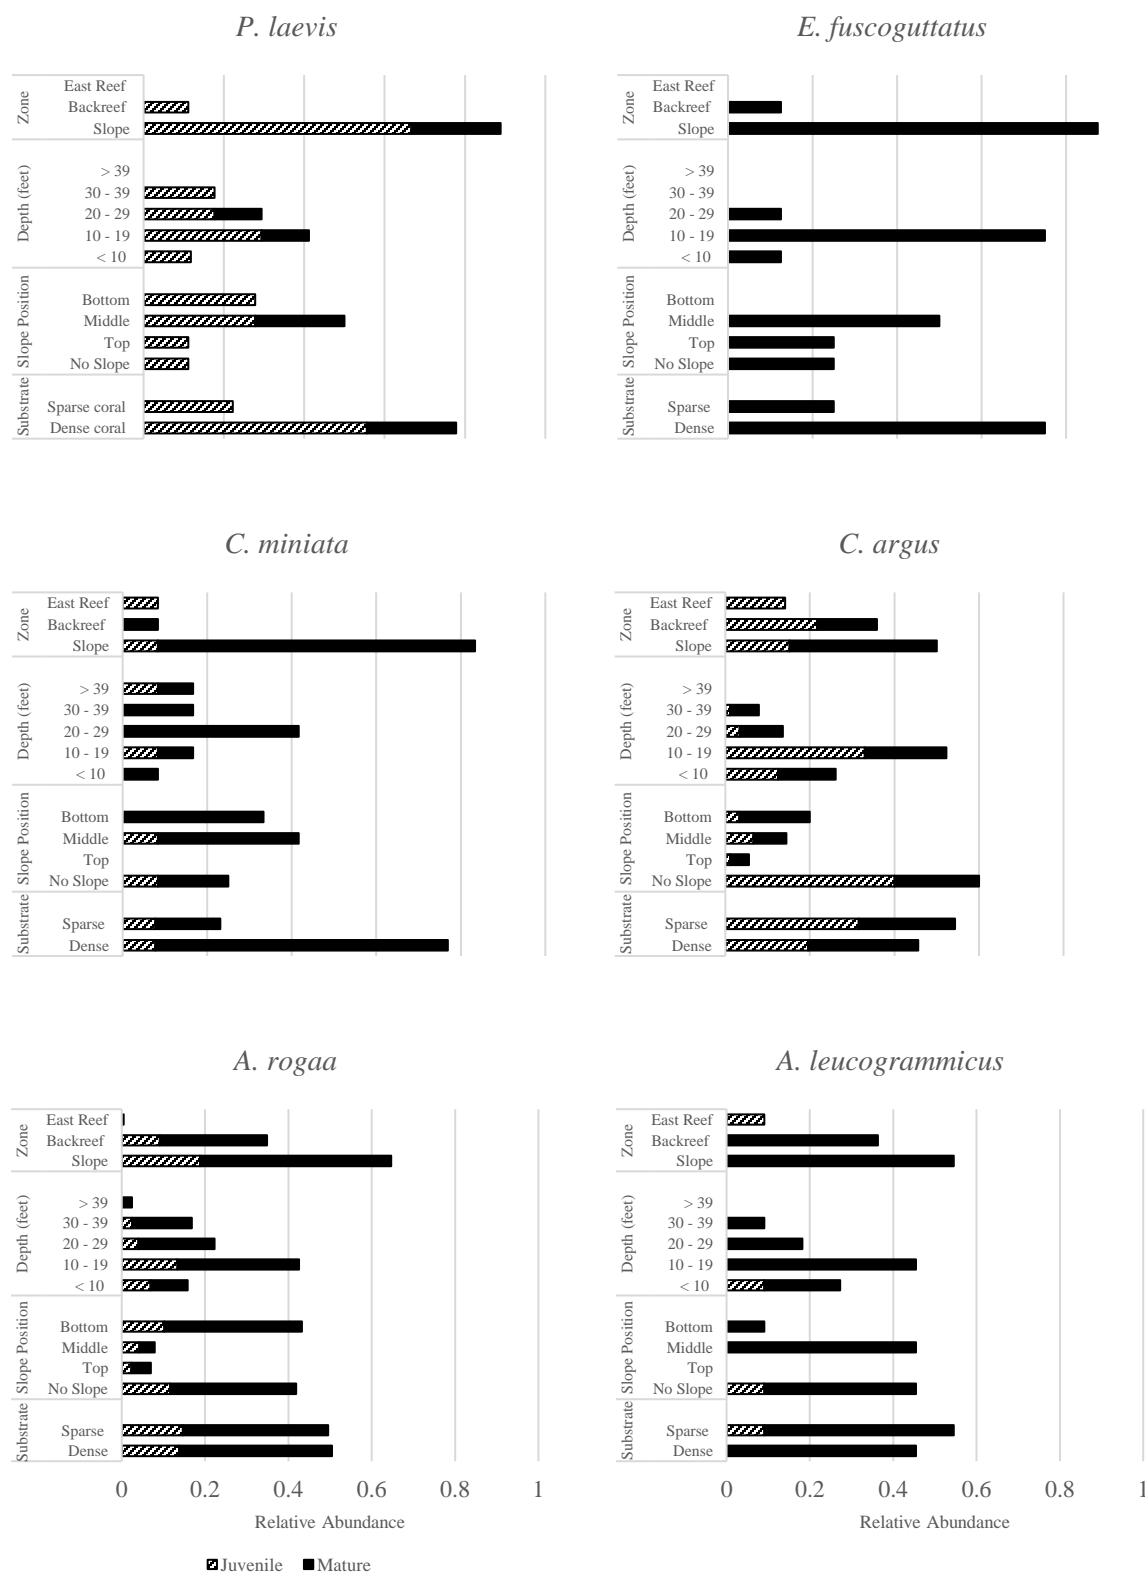 P. laevis
Zone
East Reef
Backreef
Slope
Depth (feet)
> 39
30 - 39
20 - 29
10 - 19
< 10
Slope Position
Bottom
Middle
Top
No Slope
Substrate
Sparse coral
Dense coral
E. fuscoguttatus
Zone
East Reef
Backreef
Slope
Depth (feet)
> 39
30 - 39
20 - 29
10 - 19
< 10
Slope Position
Bottom
Middle
Top
No Slope
Substrate
Sparse
Dense
C. miniata
Zone
East Reef
Backreef
Slope
Depth (feet)
> 39
30 - 39
20 - 29
10 - 19
< 10
Slope Position
Bottom
Middle
Top
No Slope
Substrate
Sparse
Dense
C. argus
Zone
East Reef
Backreef
Slope
Depth (feet)
> 39
30 - 39
20 - 29
10 - 19
< 10
Slope Position
Bottom
Middle
Top
No Slope
Substrate
Sparse
Dense
A. rogaa
Zone
East Reef
Backreef
Slope
Depth (feet)
> 39
30 - 39
20 - 29
10 - 19
< 10
Slope Position
Bottom
Middle
Top
No Slope
Substrate
Sparse
Dense
0 0.2 0.4 0.6 0.8 1
Relative Abundance
Juvenile Mature
A. leucogrammicus
Zone
East Reef
Backreef
Slope
Depth (feet)
> 39
30 - 39
20 - 29
10 - 19
< 10
Slope Position
Bottom
Middle
Top
No Slope
Substrate
Sparse
Dense
0 0.2 0.4 0.6 0.8 1
Relative Abundance